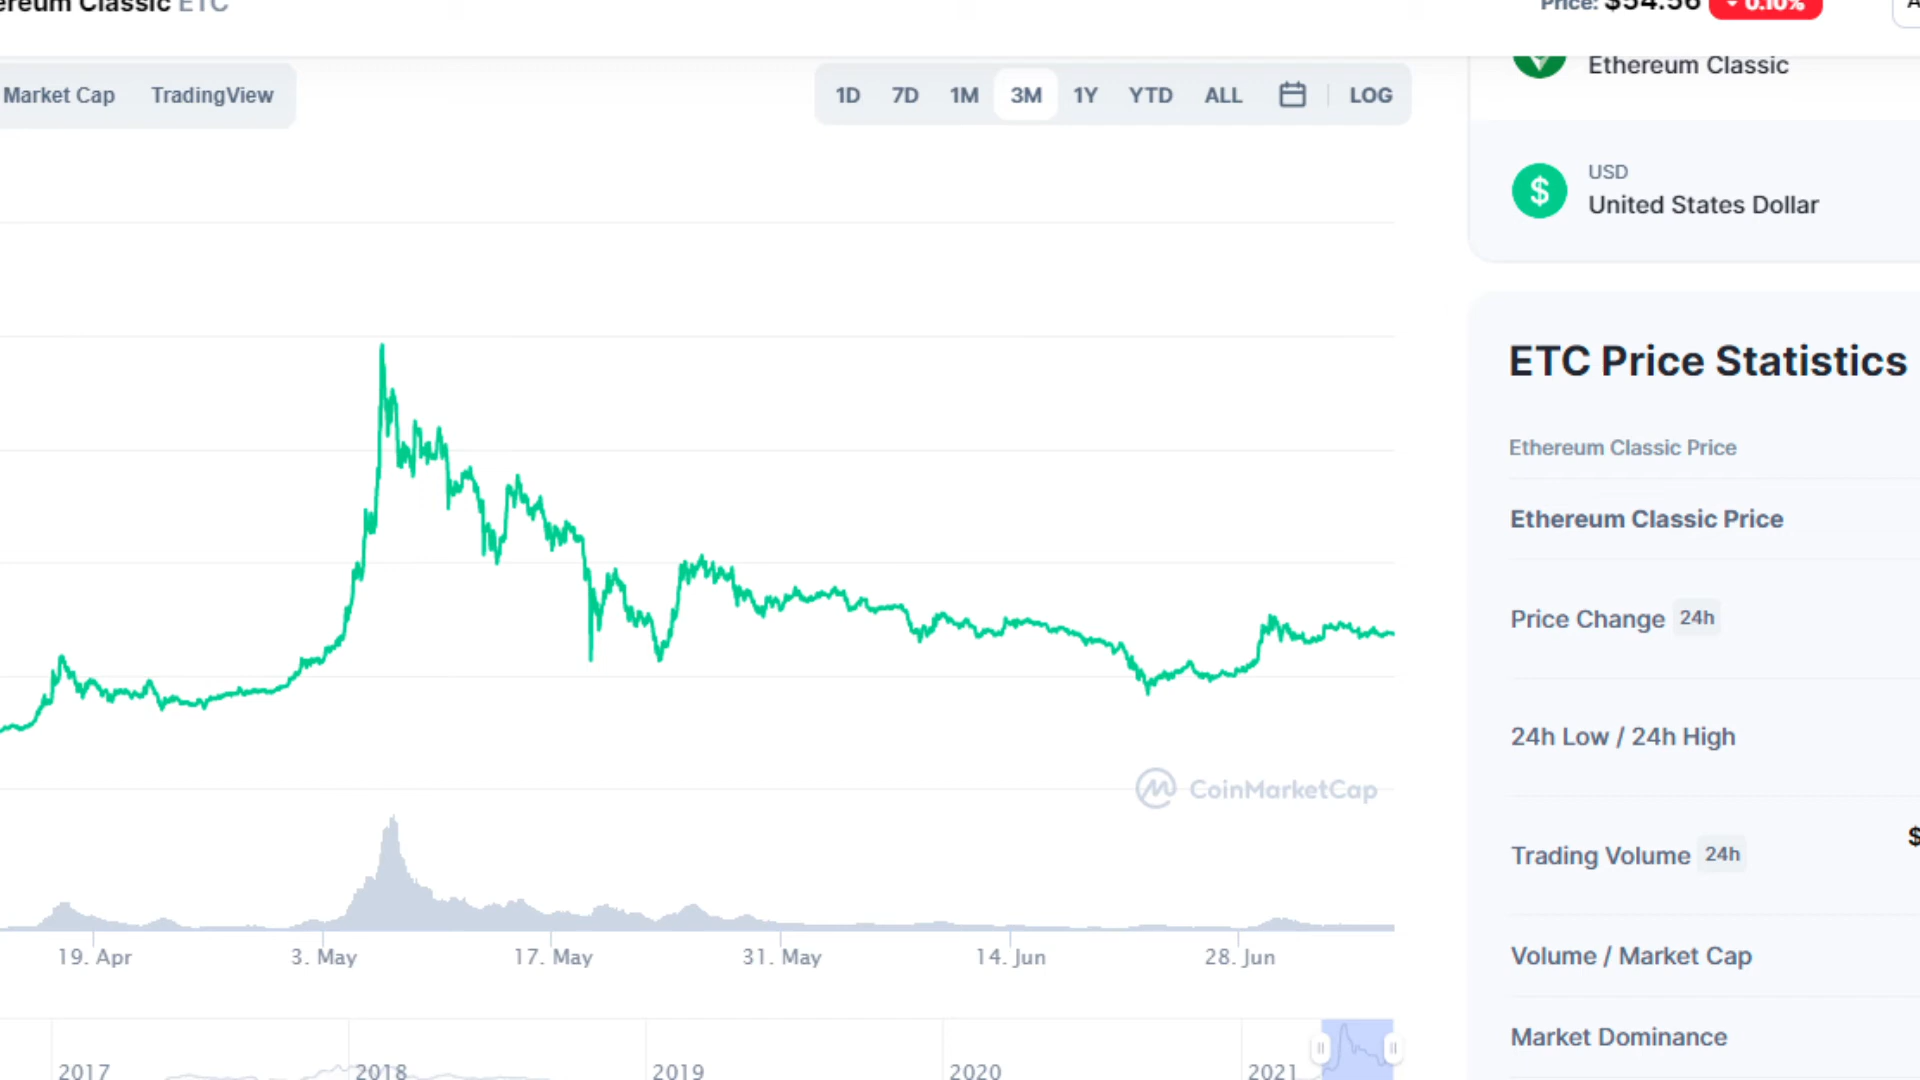 ereum Classic ETC
Price: $54.56 0.10%
Market Cap TradingView
1D 7D 1M 3M 1Y YTD ALL LOG
Ethereum Classic
USD
United States Dollar
ETC Price Statistics
Ethereum Classic Price
Ethereum Classic Price
Price Change 24h
24h Low / 24h High
$
Trading Volume 24h
Volume / Market Cap
Market Dominance
CoinMarketCap
19. Apr 3. May 17. May 31. May 14. Jun 28. Jun
2017 2018 2019 2020 2021